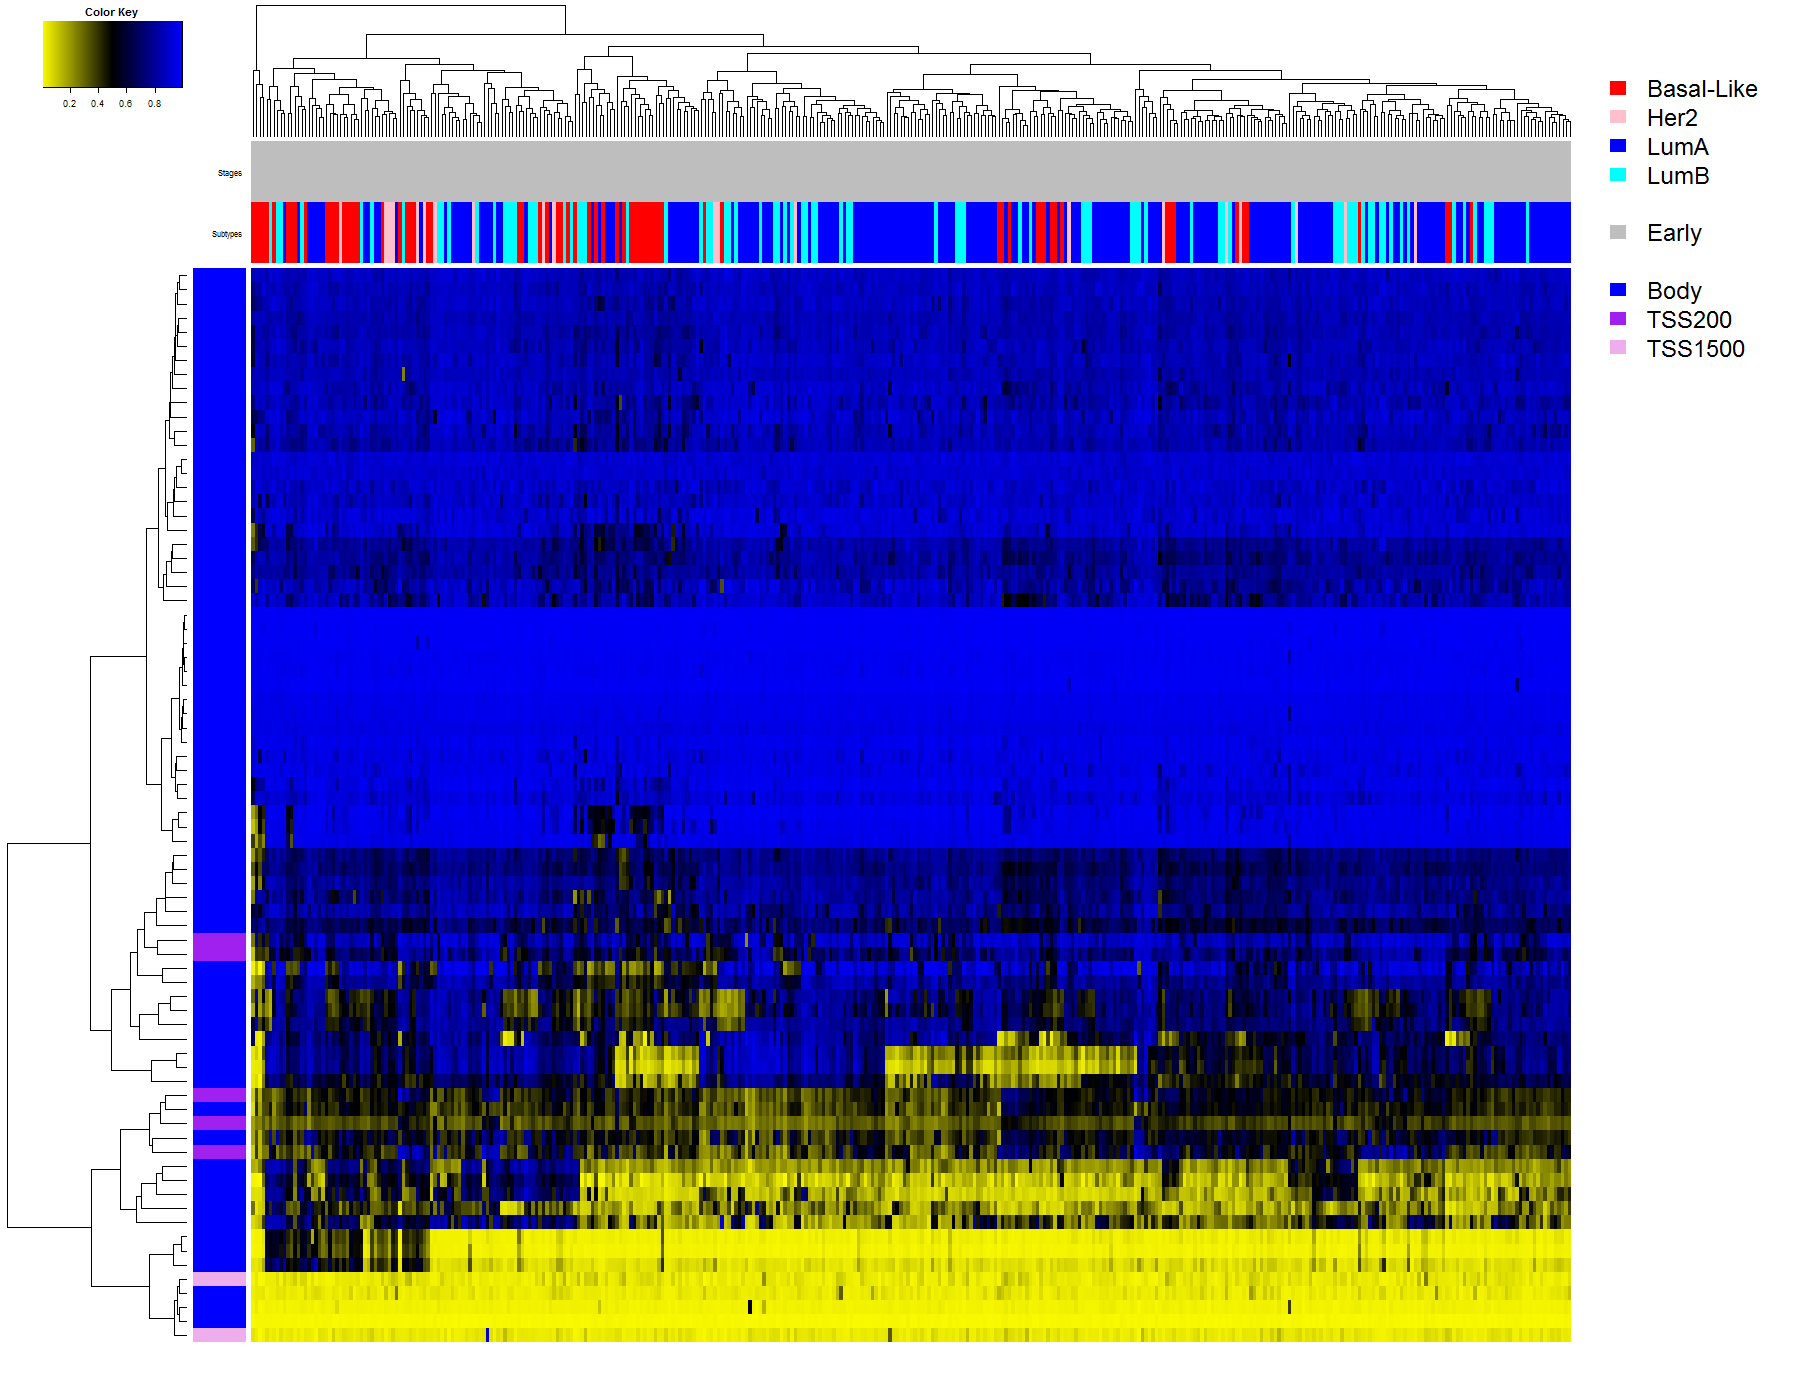 Color Key
0.2 0.4 0.6 0.8
Stages
Subtypes
Basal-Like
Her2
LumA
LumB
Early
Body
TSS200
TSS1500